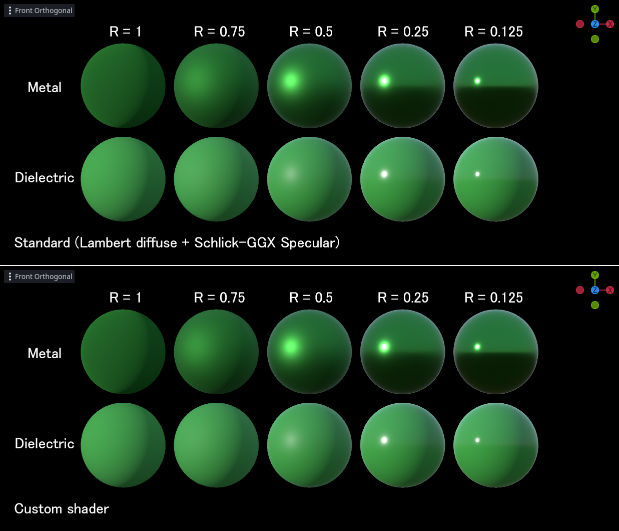 Front Orthogonal
R = 1 R = 0.75 R = 0.5 R = 0.25 R = 0.125
Metal
Dielectric
Standard (Lambert diffuse + Schlick-GGX Specular)
Y
Z X
Front Orthogonal
R = 1 R = 0.75 R = 0.5 R = 0.25 R = 0.125
Metal
Dielectric
Custom shader
Y
Z X